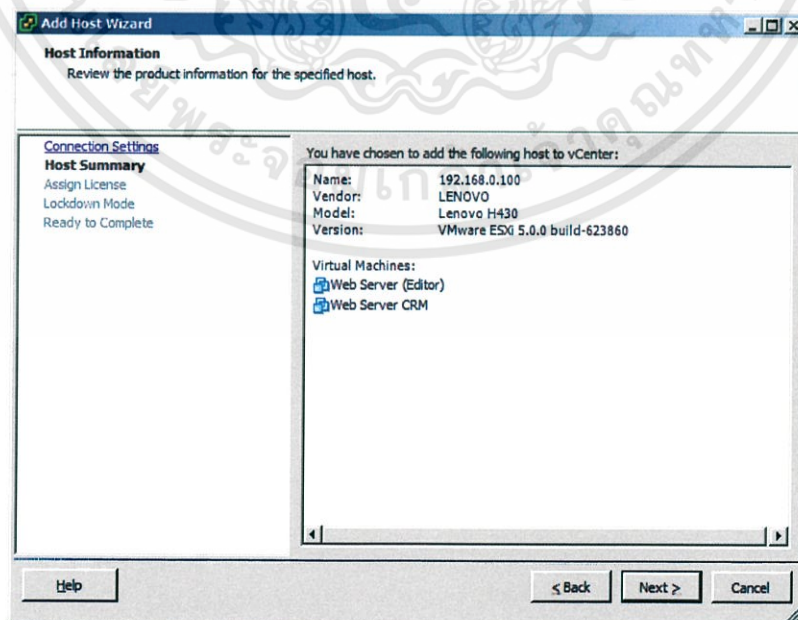 Add Host Wizard
Host Information
Review the product information for the specified host.
Connection Settings
Host Summary
Assign License
Lockdown Mode
Ready to Complete
You have chosen to add the following host to vCenter:
Name: 192.168.0.100
Vendor: LENOVO
Model: Lenovo H430
Version: VMware ESXi 5.0.0 build-623860
Virtual Machines:
Web Server (Editor)
Web Server CRM
Help
< Back
Next >
Cancel